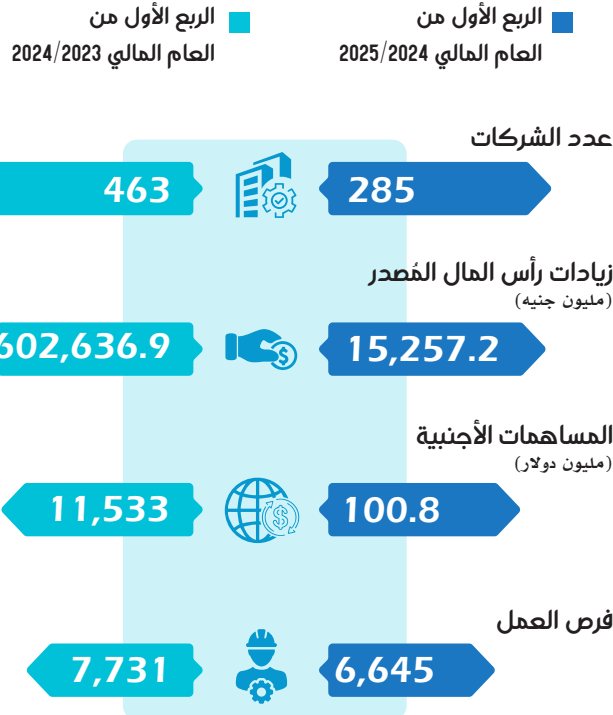 الربع الأول من
العام المالي 2025/2024
الربع الأول من
العام المالي 2024/2023
عدد الشركات
285
463
زيادات رأس المال المُصدر
(مليون جنيه)
15,257.2
602,636.9
المساهمات الأجنبية
(مليون دولار)
100.8
11,533
فرص العمل
6,645
7,731